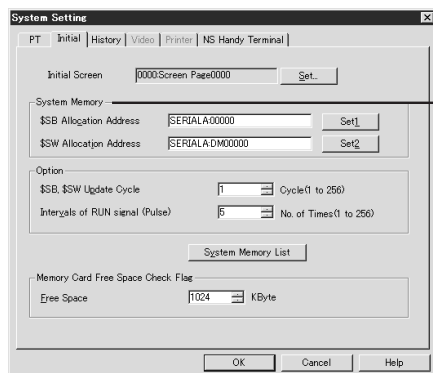 System Setting
PT Initial History Video Printer NS Handy Terminal
Initial Screen 0000:Screen Page0000 Set..
System Memory
$SB Allocation Address SERIALA:00000 Set1
$SW Allocation Address SERIALA:DM00000 Set2
Option
$SB, $SW Update Cycle 1 Cycle(1 to 256)
Intervals of RUN signal (Pulse) 5 No. of Times(1 to 256)
System Memory List
Memory Card Free Space Check Flag
Free Space 1024 KByte
OK Cancel Help